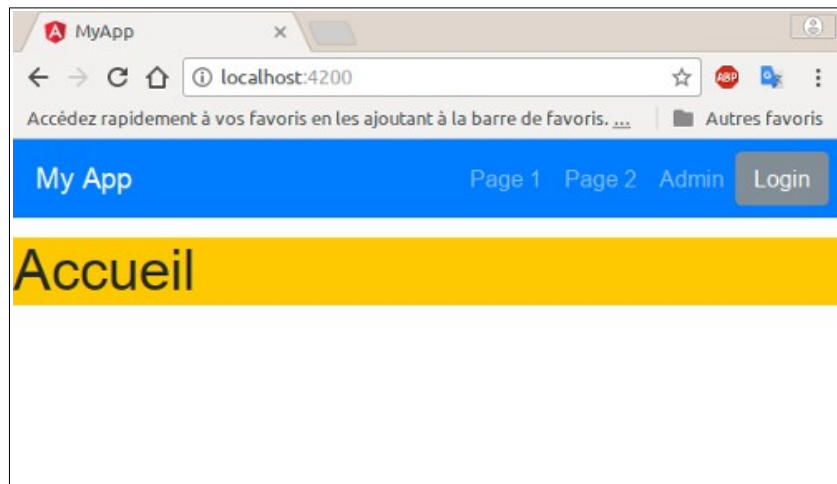 MyApp
localhost:4200
ABP
Accédez rapidement à vos favoris en les ajoutant à la barre de favoris. ... Autres favoris
My App Page 1 Page 2 Admin Login
Accueil